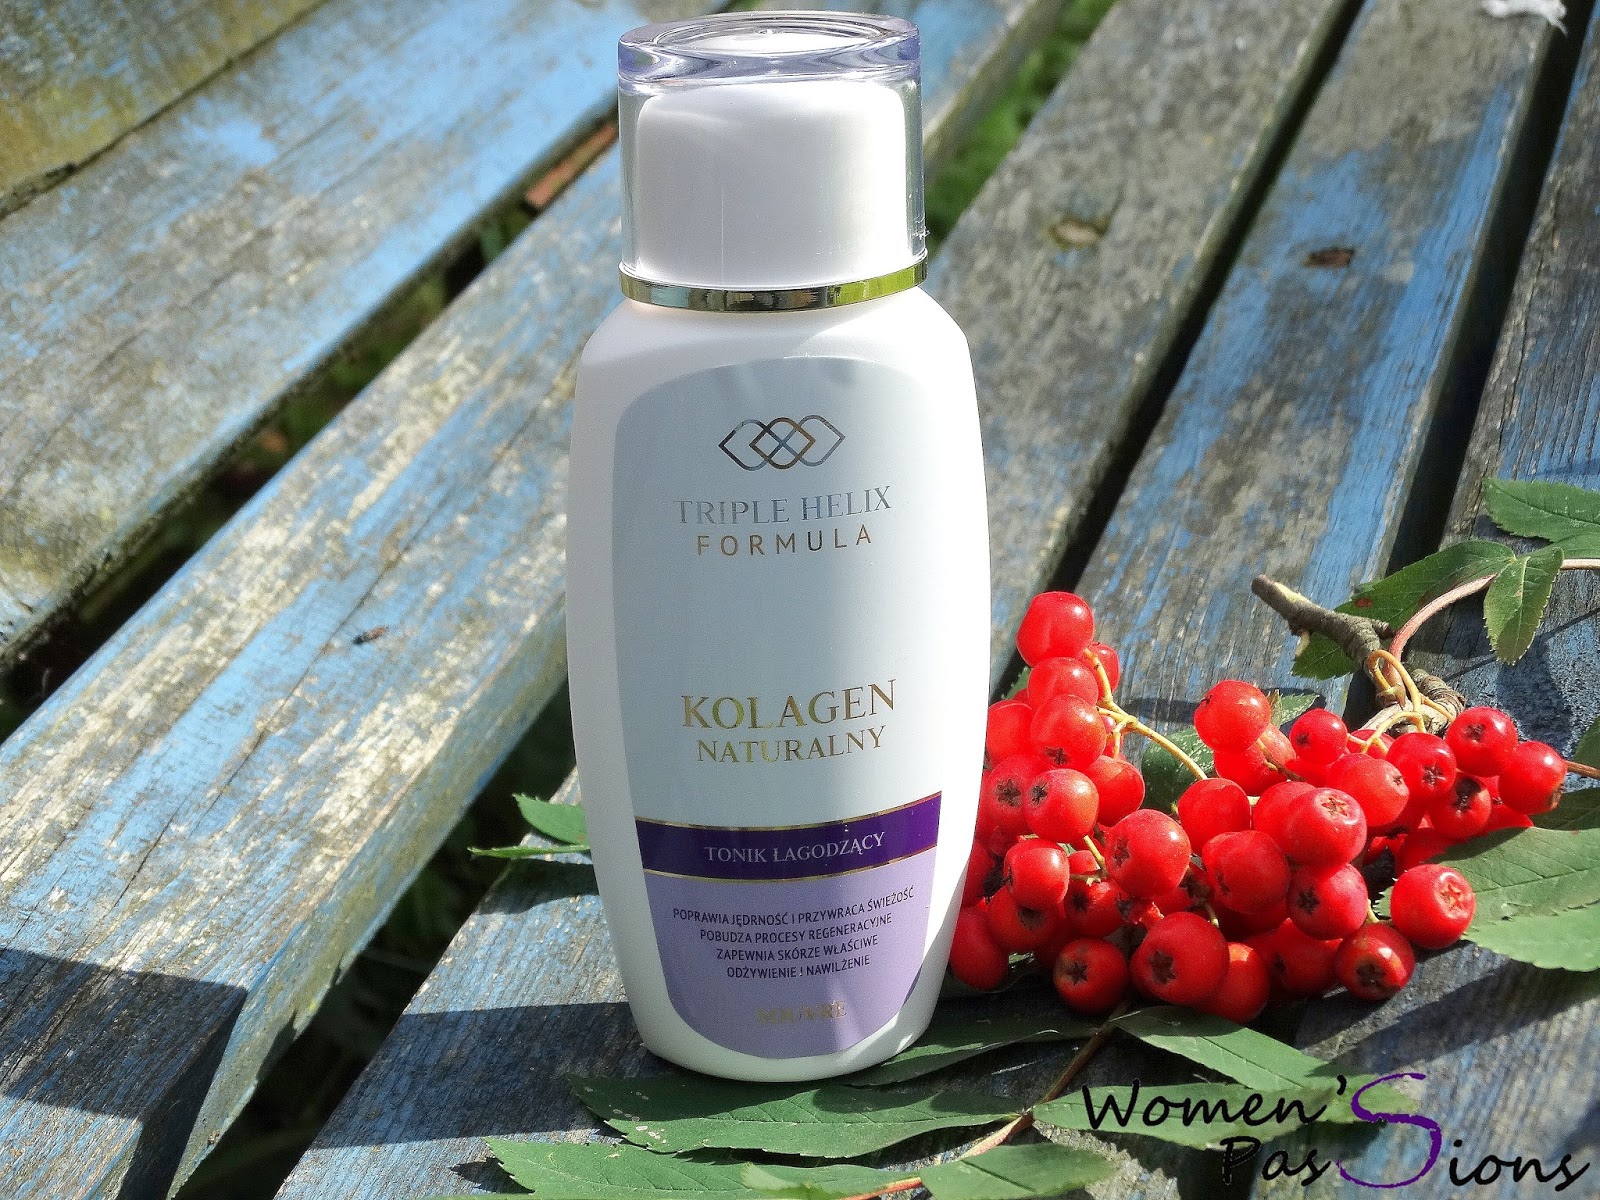 TRIPLE HELIX
FORMULA
KOLAGEN
NATURALNY
TONIK ŁAGODZĄCY
POPRAWIA JĘDRNOŚĆ I PRZYWRACA ŚWIEŻOŚĆ
POBUDZA PROCESY REGENERACYJNE
ZAPEWNIA SKÓRZE WŁAŚCIWE
ODŻYWIENIE I NAWILŻENIE
SOUVRE
Women's
Passions